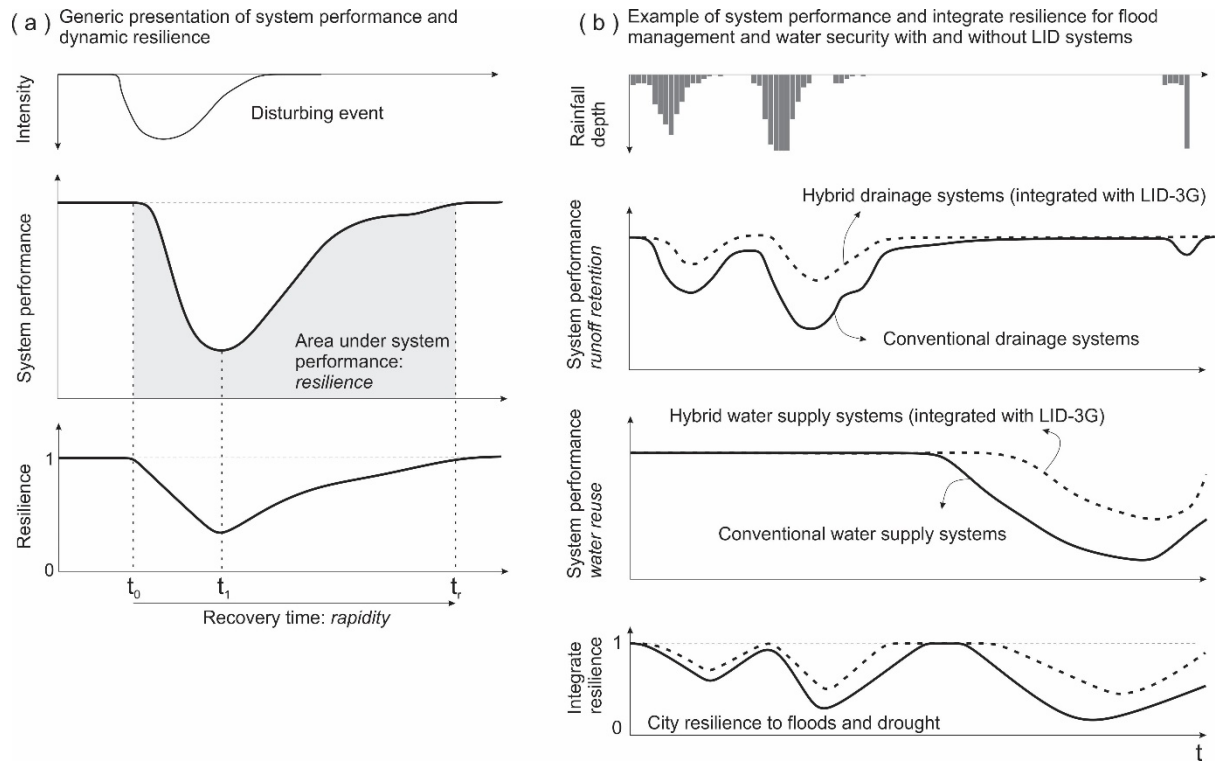 ( a ) Generic presentation of system performance and
dynamic resilience
Intensity
Disturbing event
System performance
Area under system
performance:
resilience
Resilience
1
0
t0
t1
tr
Recovery time: rapidity
( b ) Example of system performance and integrate resilience for flood
management and water security with and without LID systems
Rainfall
depth
Hybrid drainage systems (integrated with LID-3G)
System performance
runoff retention
Conventional drainage systems
Hybrid water supply systems (integrated with LID-3G)
System performance
water reuse
Conventional water supply systems
Integrate
resilience
1
0
City resilience to floods and drought
t